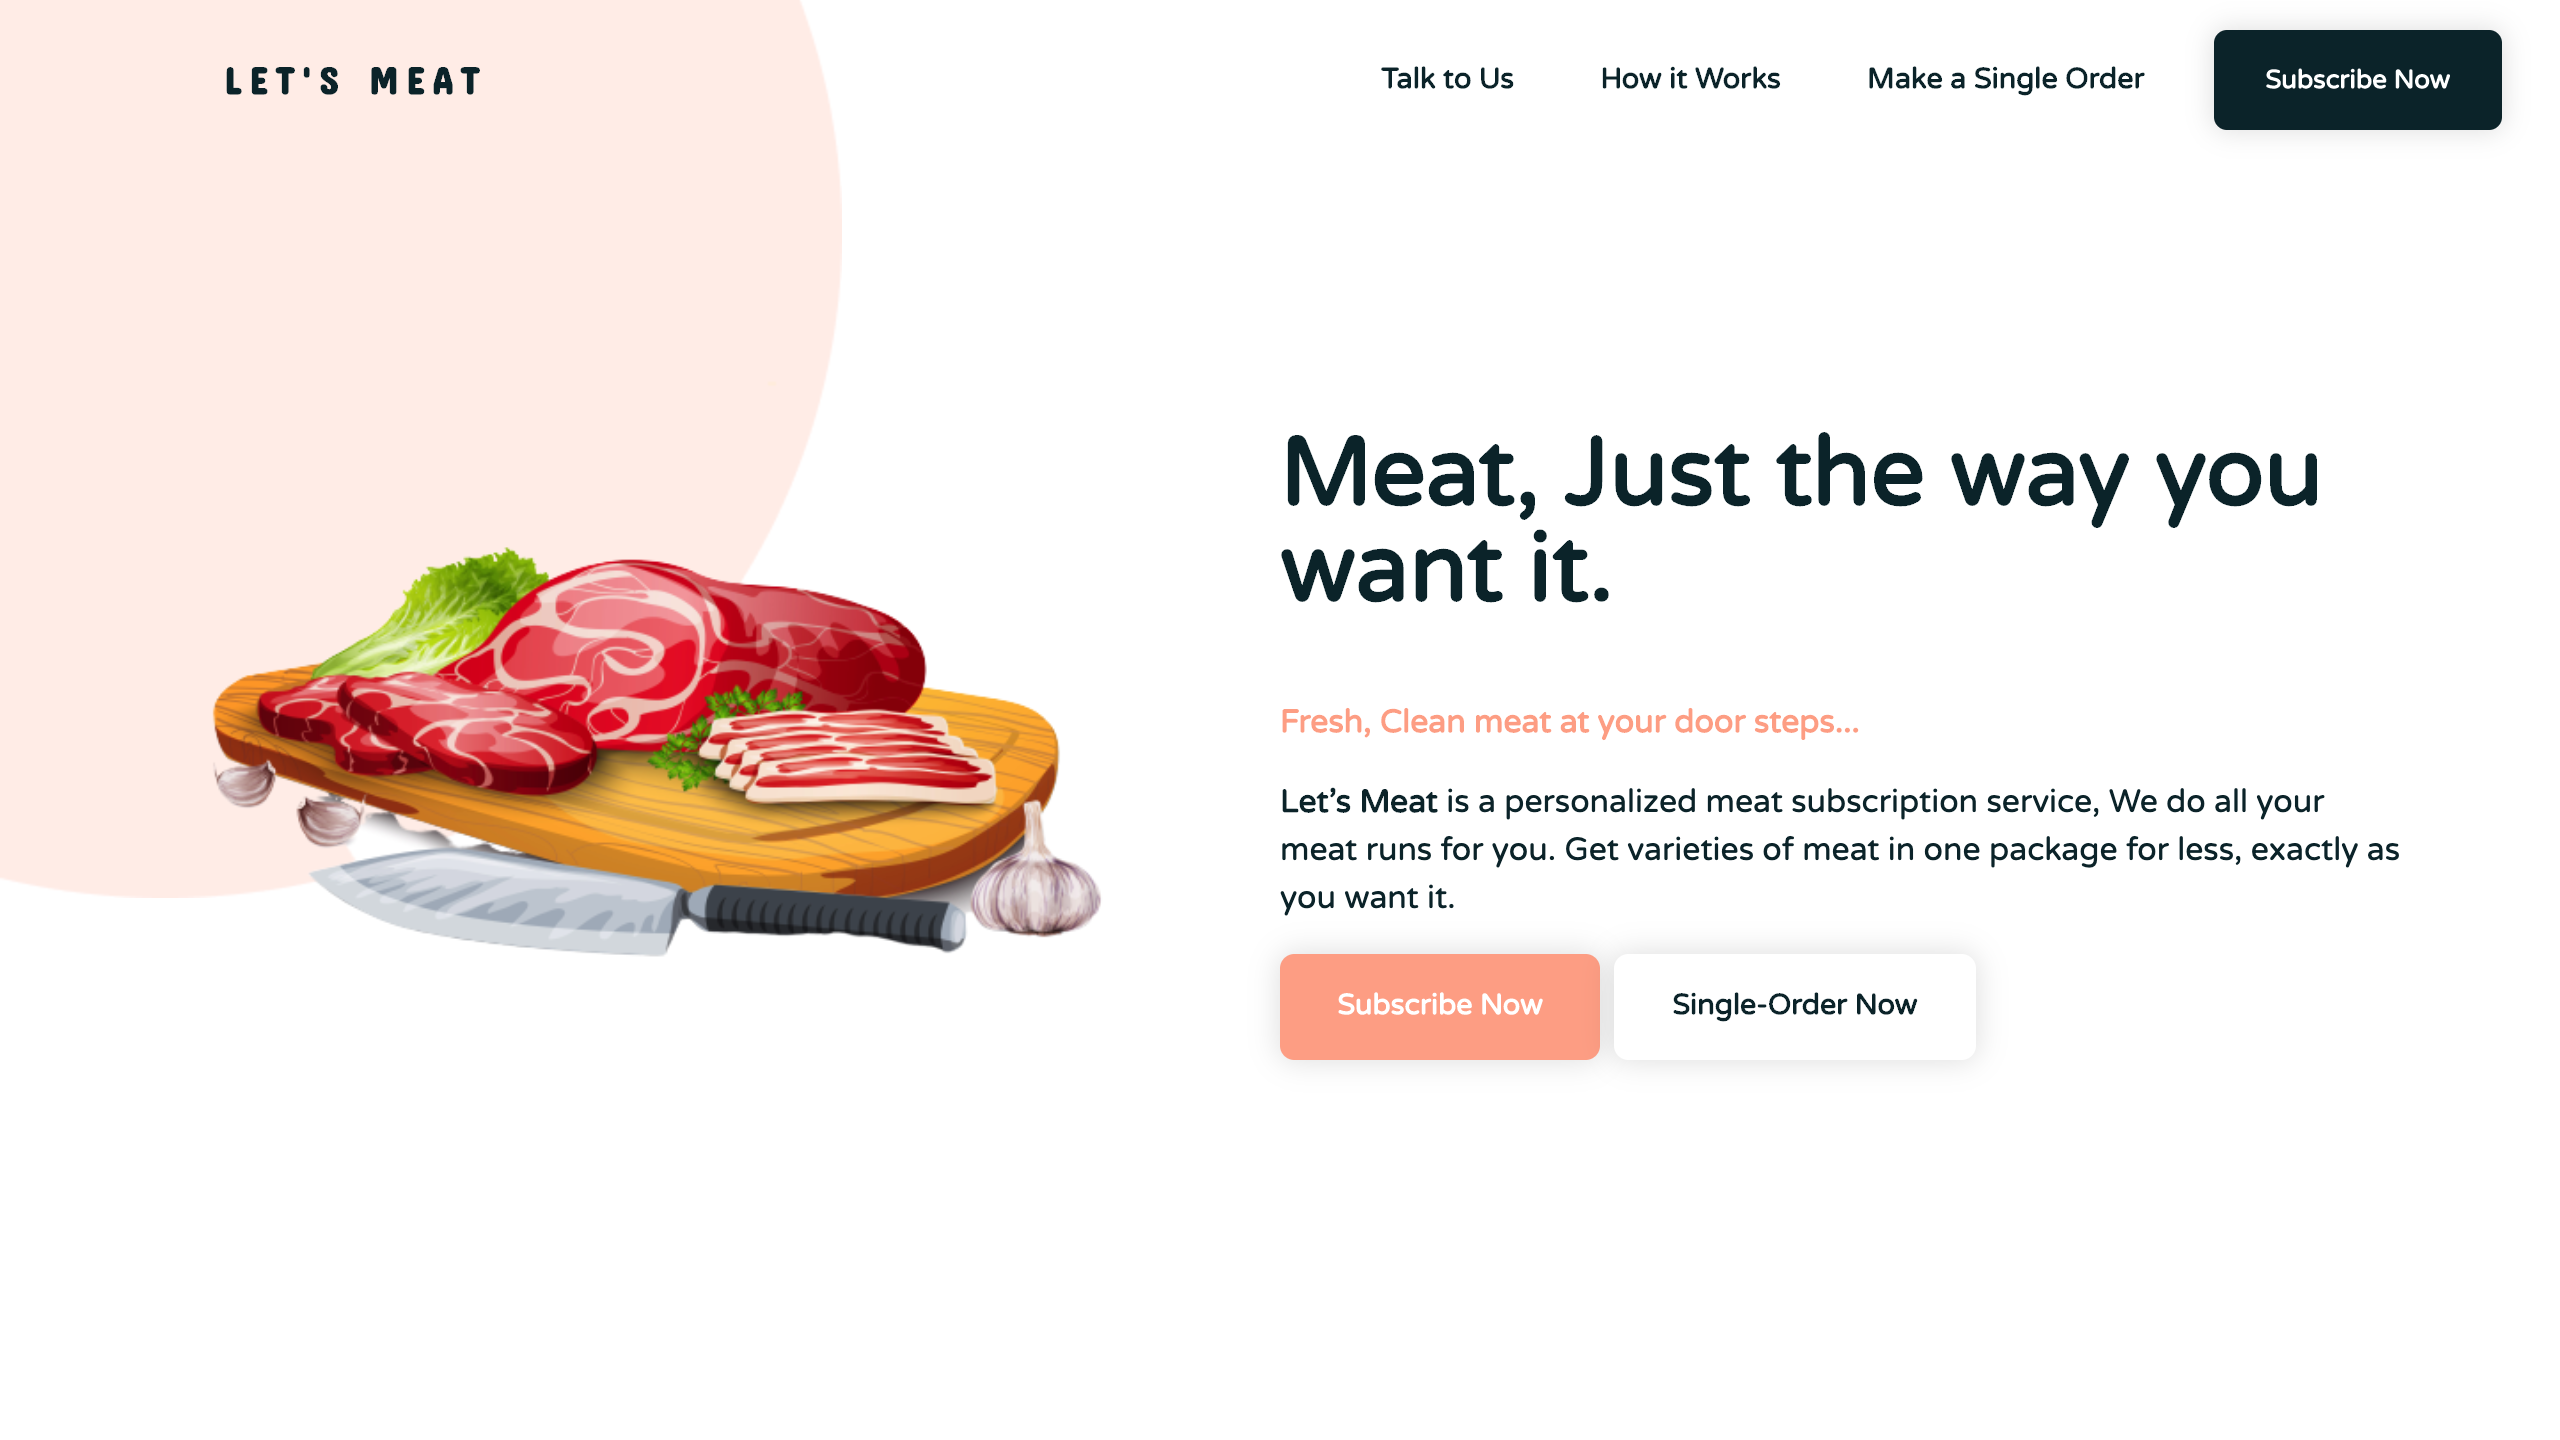 LET'S MEAT
Talk to Us
How it Works
Make a Single Order
Subscribe Now
Meat, Just the way you
want it.
Fresh, Clean meat at your door steps...
Let’s Meat is a personalized meat subscription service, We do all your
meat runs for you. Get varieties of meat in one package for less, exactly as
you want it.
Subscribe Now
Single-Order Now